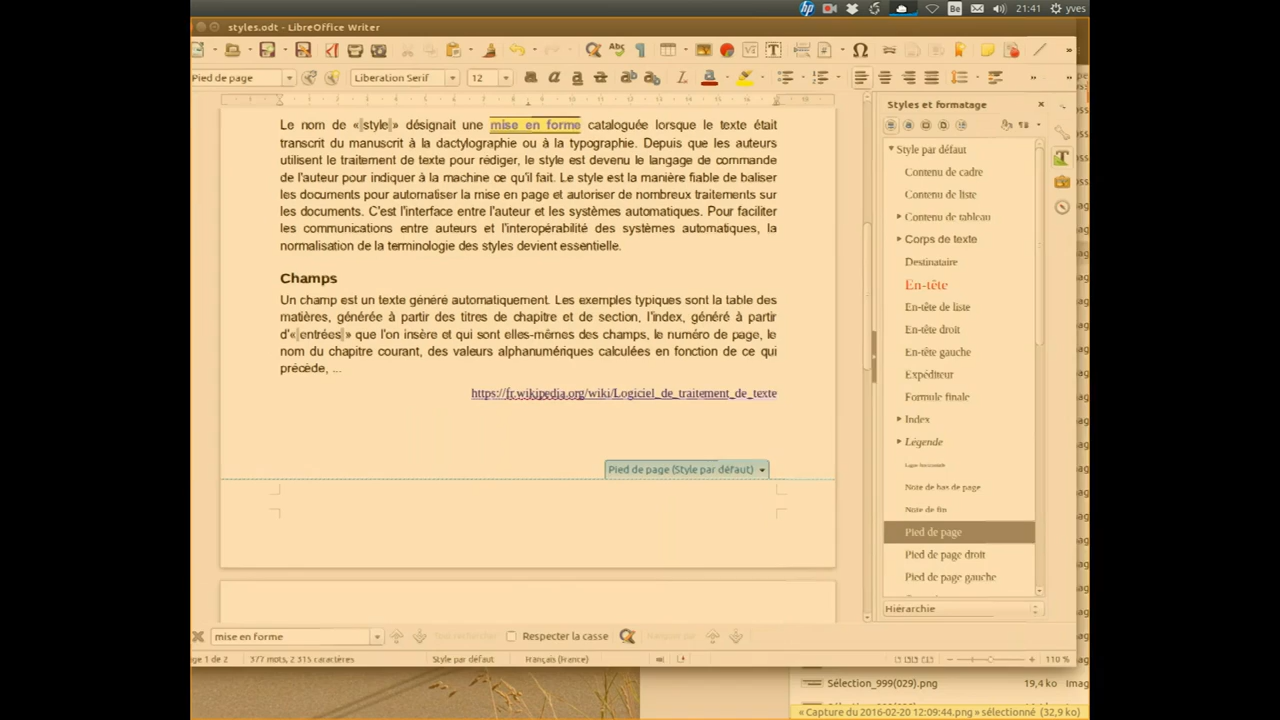 Be
21:41
yves
styles.odt - LibreOffice Writer
Pied de page
Liberation Serif
12
Styles et formatage
Le nom de « style » désignait une mise en forme cataloguée lorsque le texte était
transcrit du manuscrit à la dactylographie ou à la typographie. Depuis que les auteurs
utilisent le traitement de texte pour rédiger, le style est devenu le langage de commande
de l'auteur pour indiquer à la machine ce qu'il fait. Le style est la manière fiable de baliser
les documents pour automatiser la mise en page et autoriser de nombreux traitements sur
les documents. C'est l'interface entre l'auteur et les systèmes automatiques. Pour faciliter
les communications entre auteurs et l'interopérabilité des systèmes automatiques, la
normalisation de la terminologie des styles devient essentielle.
Champs
Un champ est un texte généré automatiquement. Les exemples typiques sont la table des
matières, générée à partir des titres de chapitre et de section, l'index, généré à partir
d'« entrées » que l'on insère et qui sont elles-mêmes des champs, le numéro de page, le
nom du chapitre courant, des valeurs alphanumériques calculées en fonction de ce qui
précède, ...
https://fr.wikipedia.org/wiki/Logiciel_de_traitement_de_texte
Pied de page (Style par défaut)
Style par défaut
Contenu de cadre
Contenu de liste
Contenu de tableau
Corps de texte
Destinataire
En-tête
En-tête de liste
En-tête droit
En-tête gauche
Expéditeur
Formule finale
Index
Légende
Ligne horizontale
Note de bas de page
Note de fin
Pied de page
Pied de page droit
Pied de page gauche
Hiérarchie
mise en forme
Respecter la casse
ge 1 de 2
377 mots, 2 315 caractères
Style par défaut
Français (France)
110 %
Sélection_999(029).png
19,4 ko
Imag
« Capture du 2016-02-20 12:09:44.png » sélectionné (32,9 ko)